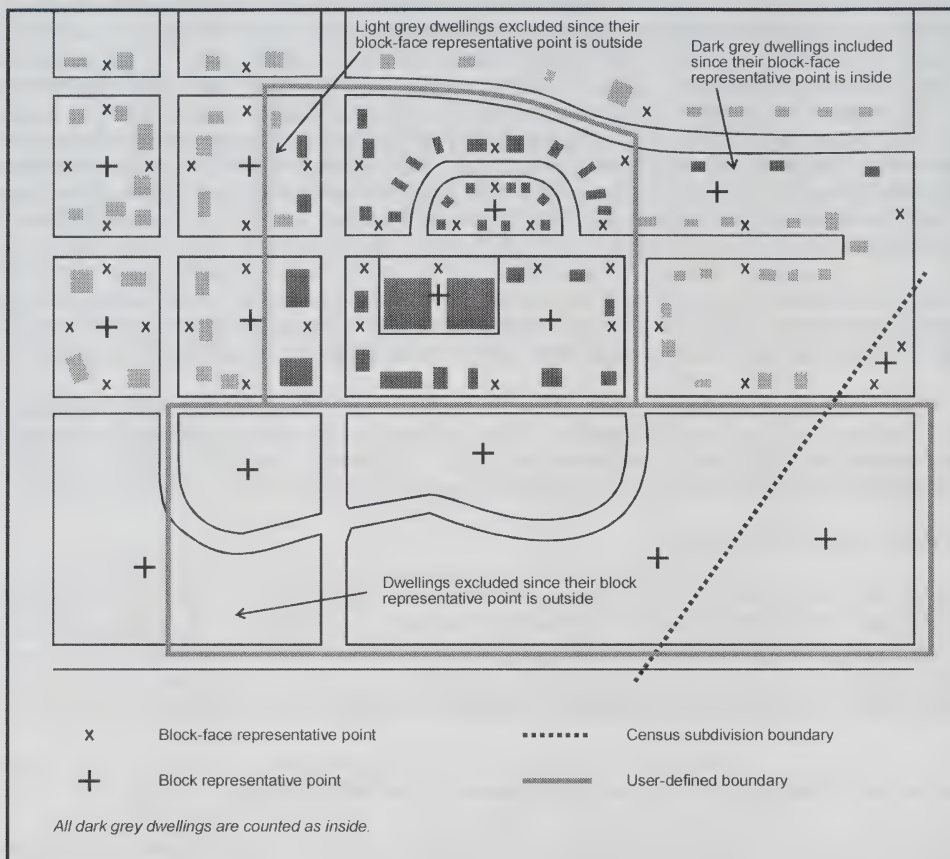 Light grey dwellings excluded since their
block-face representative point is outside
Dark grey dwellings included
since their block-face
representative point is inside
Dwellings excluded since their block
representative point is outside
x Block-face representative point
Census subdivision boundary
+ Block representative point
User-defined boundary
All dark grey dwellings are counted as inside.